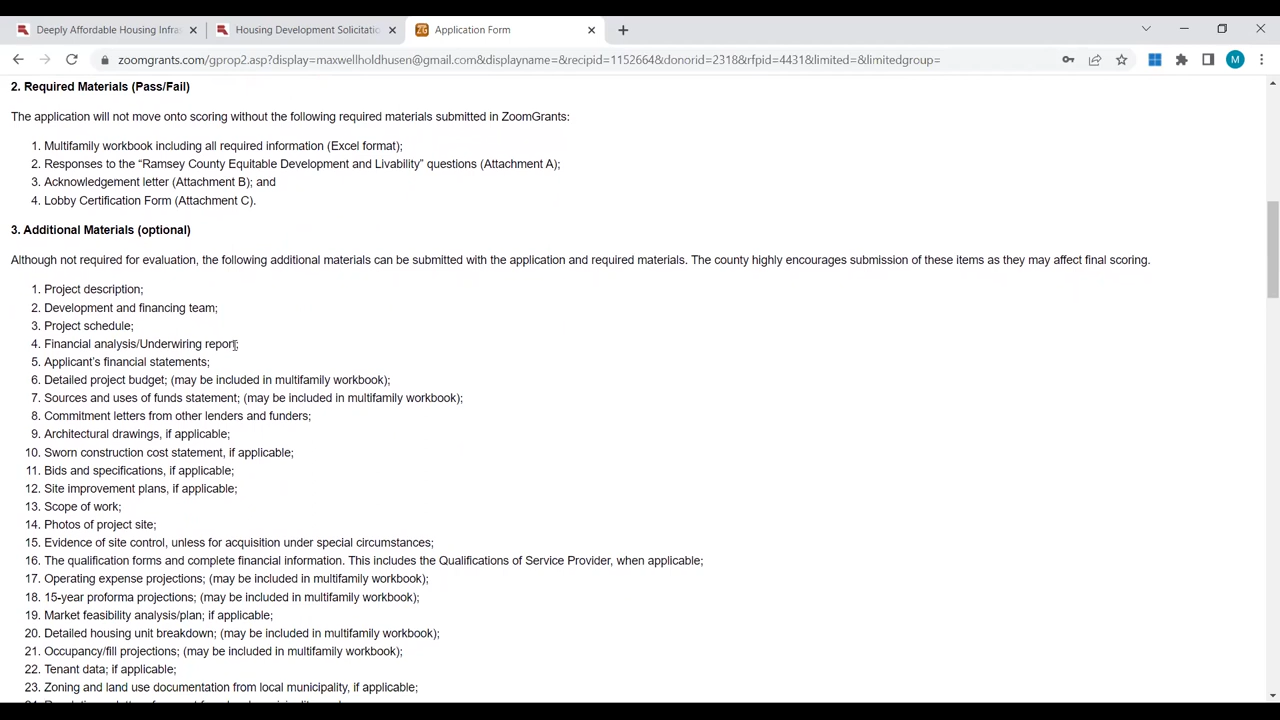 Deeply Affordable Housing Infra
Housing Development Solicitatio
Application Form
zoomgrants.com/gprop2.asp?display=maxwellholdhusen@gmailbom&displayname=&recipid=1152664&donorid=2318&rfpid=4431&limited=&limitedgroup=
M
2. Required Materials (Pass/Fail)
The application will not move onto scoring without the following required materials submitted in ZoomGrants:
1. Multifamily workbook including all required information (Excel format);
2. Responses to the “Ramsey County Equitable Development and Livability” questions (Attachment A);
3. Acknowledgement letter (Attachment B); and
4. Lobby Certification Form (Attachment C).
3. Additional Materials (optional)
Although not required for evaluation, the following additional materials can be submitted with the application and required materials. The county highly encourages submission of these items as they may affect final scoring.
1. Project description;
2. Development and financing team;
3. Project schedule;
4. Financial analysis/Underwiring report;
5. Applicant’s financial statements;
6. Detailed project budget; (may be included in multifamily workbook);
7. Sources and uses of funds statement; (may be included in multifamily workbook);
8. Commitment letters from other lenders and funders;
9. Architectural drawings, if applicable;
10. Sworn construction cost statement, if applicable;
11. Bids and specifications, if applicable;
12. Site improvement plans, if applicable;
13. Scope of work;
14. Photos of project site;
15. Evidence of site control, unless for acquisition under special circumstances;
16. The qualification forms and complete financial information. This includes the Qualifications of Service Provider, when applicable;
17. Operating expense projections; (may be included in multifamily workbook);
18. 15-year proforma projections; (may be included in multifamily workbook);
19. Market feasibility analysis/plan; if applicable;
20. Detailed housing unit breakdown; (may be included in multifamily workbook);
21. Occupancy/fill projections; (may be included in multifamily workbook);
22. Tenant data; if applicable;
23. Zoning and land use documentation from local municipality, if applicable;